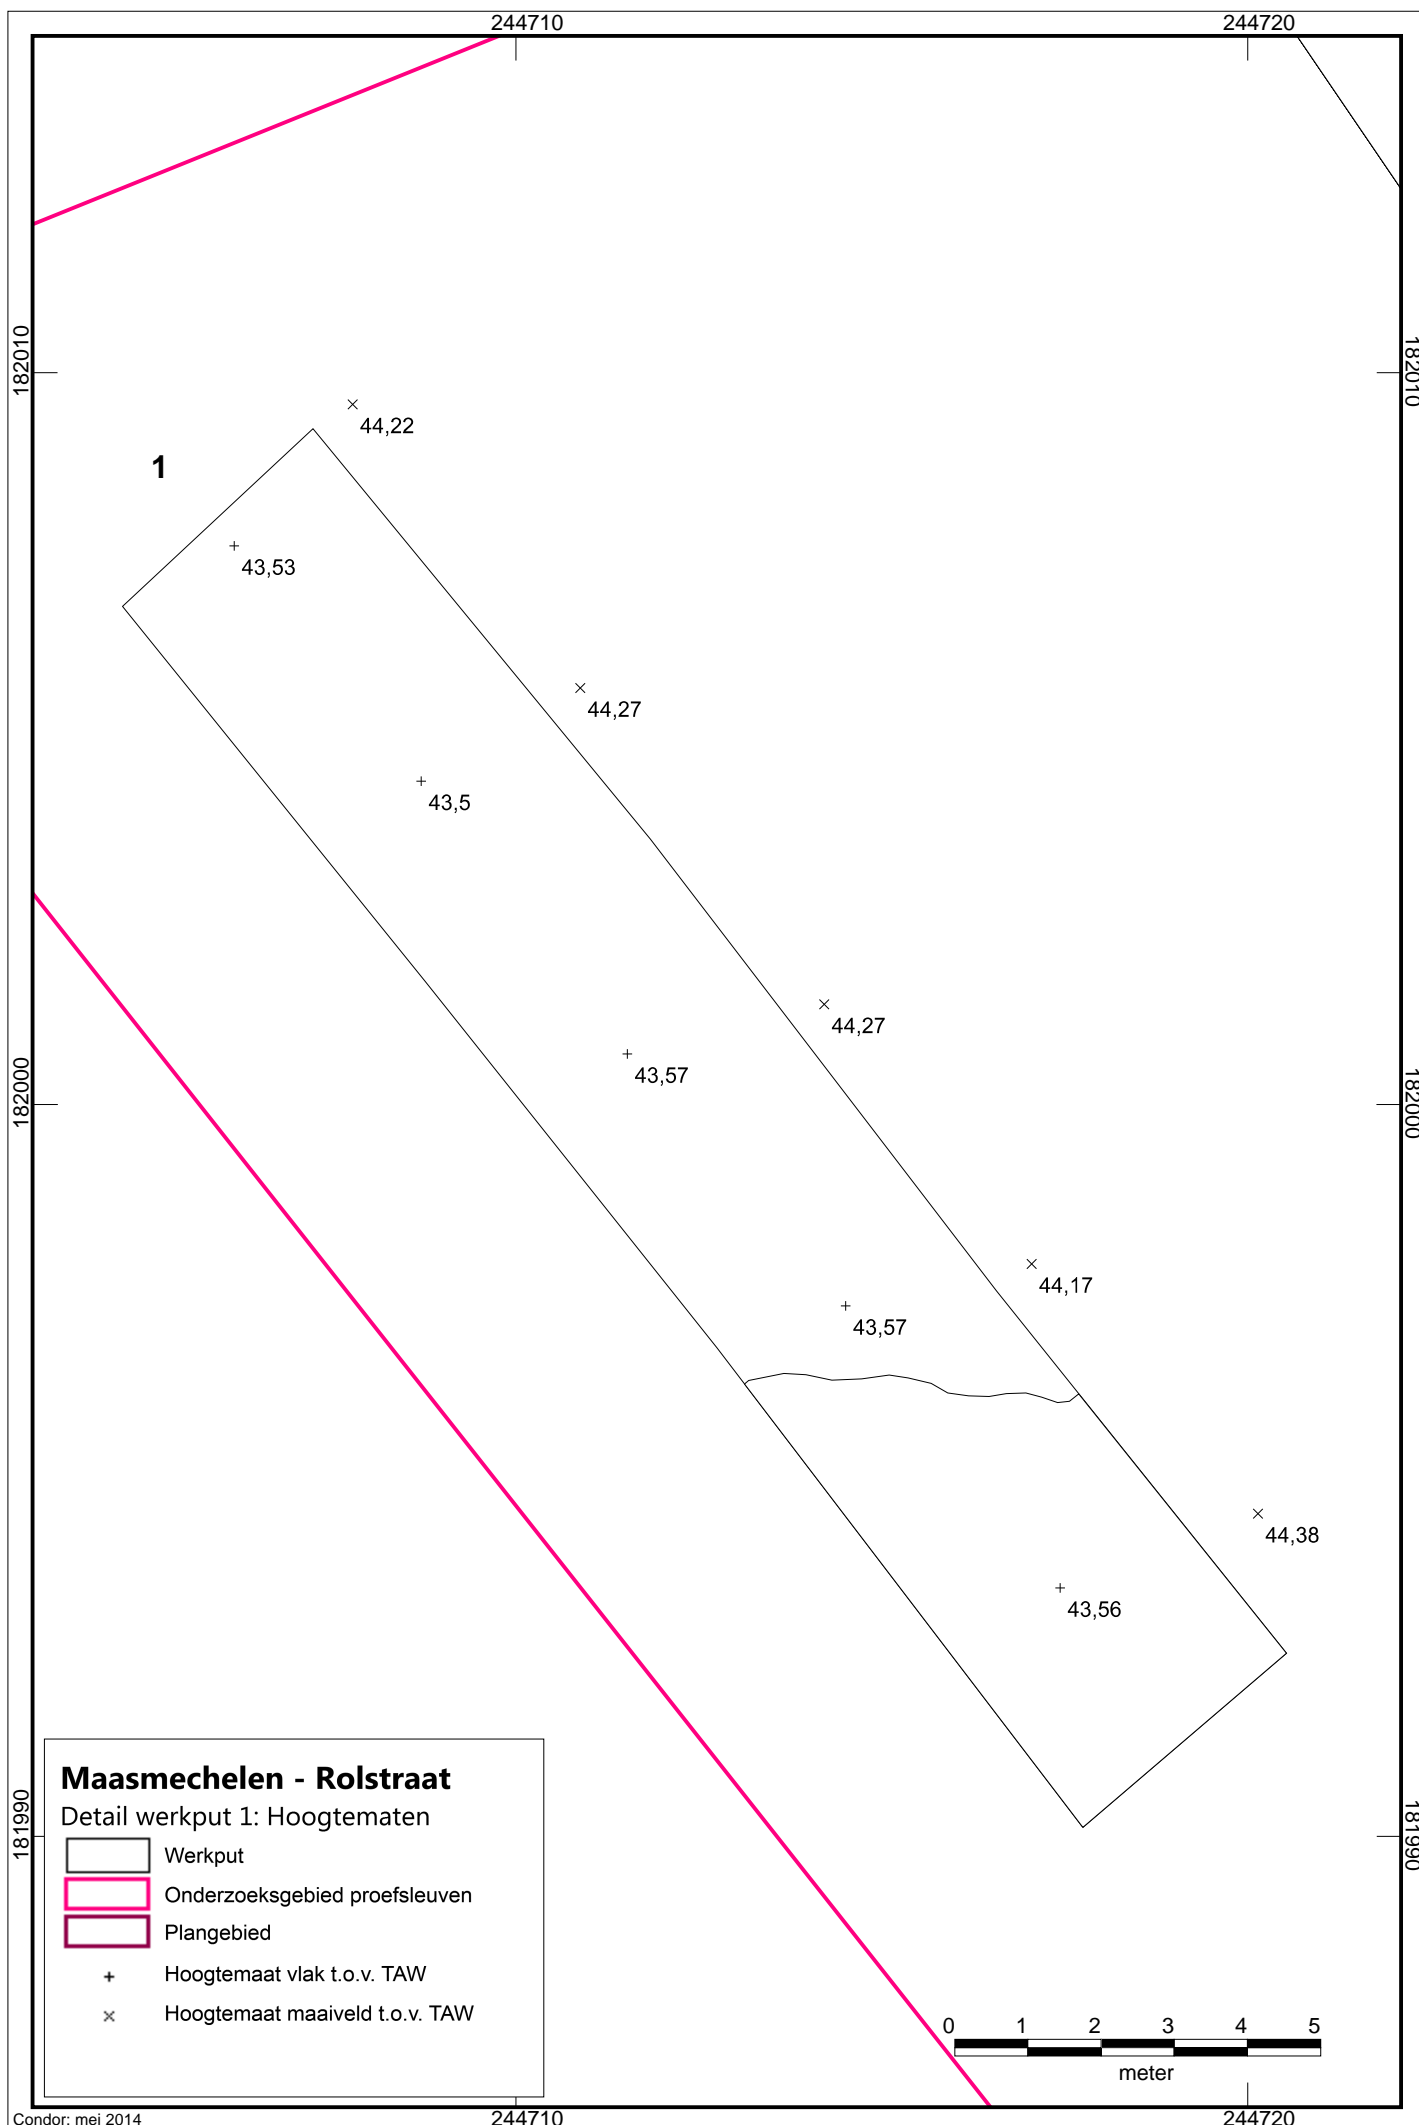 244710 244720
182010 182010
44,22
1
43,53
44,27
43,5
44,27
43,57
182000 182000
44,17
43,57
44,38
43,56
Maasmechelen - Rolstraat
Detail werkput 1: Hoogtematen
Werkput
Onderzoeksgebied proefsleuven
Plangebied
Hoogtemaat vlak t.o.v. TAW
Hoogtemaat maaiveld t.o.v. TAW
181990 181990
0 1 2 3 4 5
meter
Condor: mei 2014
244710 244720